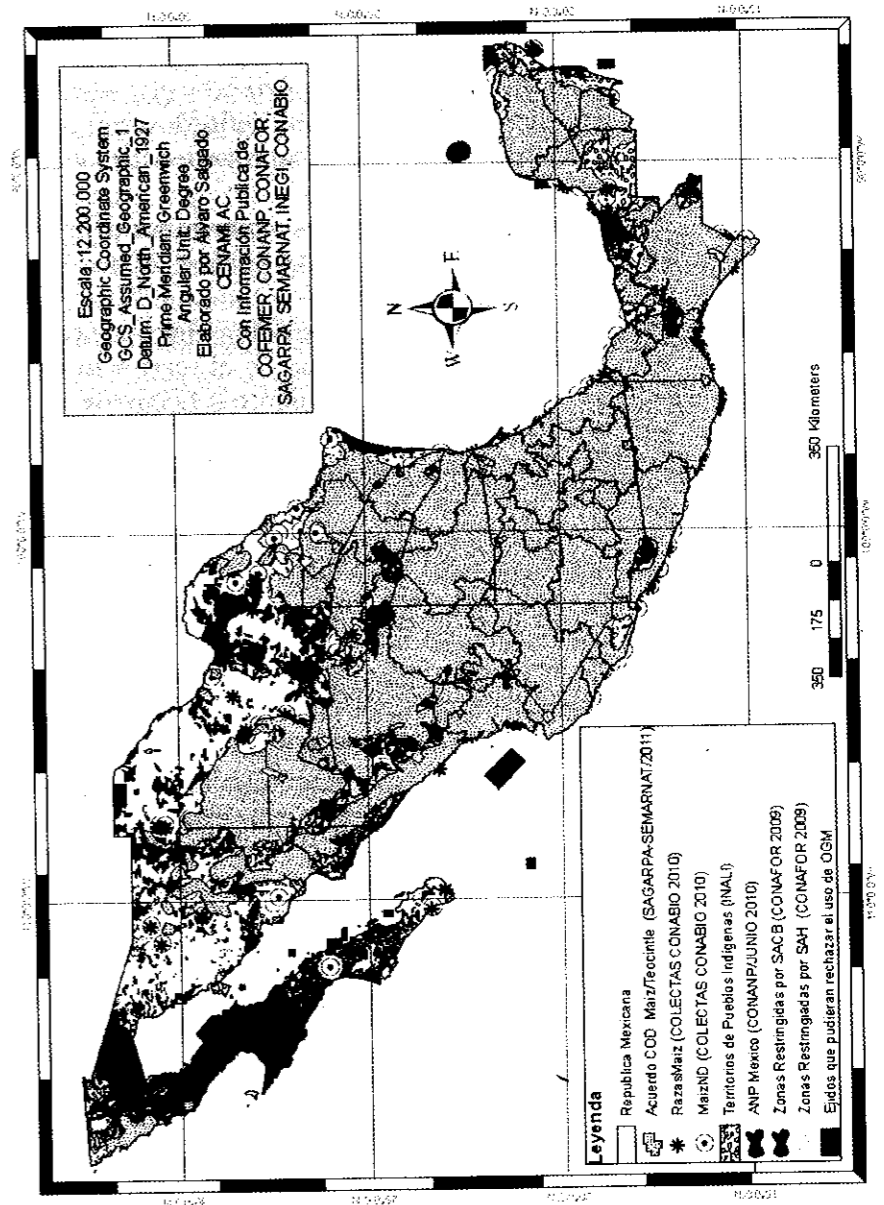 Escala :12.200.000
Geographic Coordinate System
GCS_Assumed_Geographic_1
Datum: D_North_American_1927
Prime Meridian: Greenwich
Angular Unit: Degree
Elaborado por Alvaro Salgado
CENAMI, AC
Con Información Publica de:
COFEMER, CONANP, CONAFOR,
SAGARPA, SEMARNAT, INEGI, CONABIO
N
W E
S
350 175 0 350 Kilometers
Leyenda
Republica Mexicana
Acuerdo COD Maiz/Teocintle (SAGARPA-SEMARNAT/2011)
RazasMaiz (COLECTAS CONABIO 2010)
MaizND (COLECTAS CONABIO 2010)
Territorios de Pueblos Indigenas (INALI)
ANP Mexico (CONANP/JUNIO 2010)
Zonas Restringidas por SACB (CONAFOR 2009)
Zonas Restringiadas por SAH (CONAFOR 2009)
Ejidos que pudieran rechazar el uso de OGM